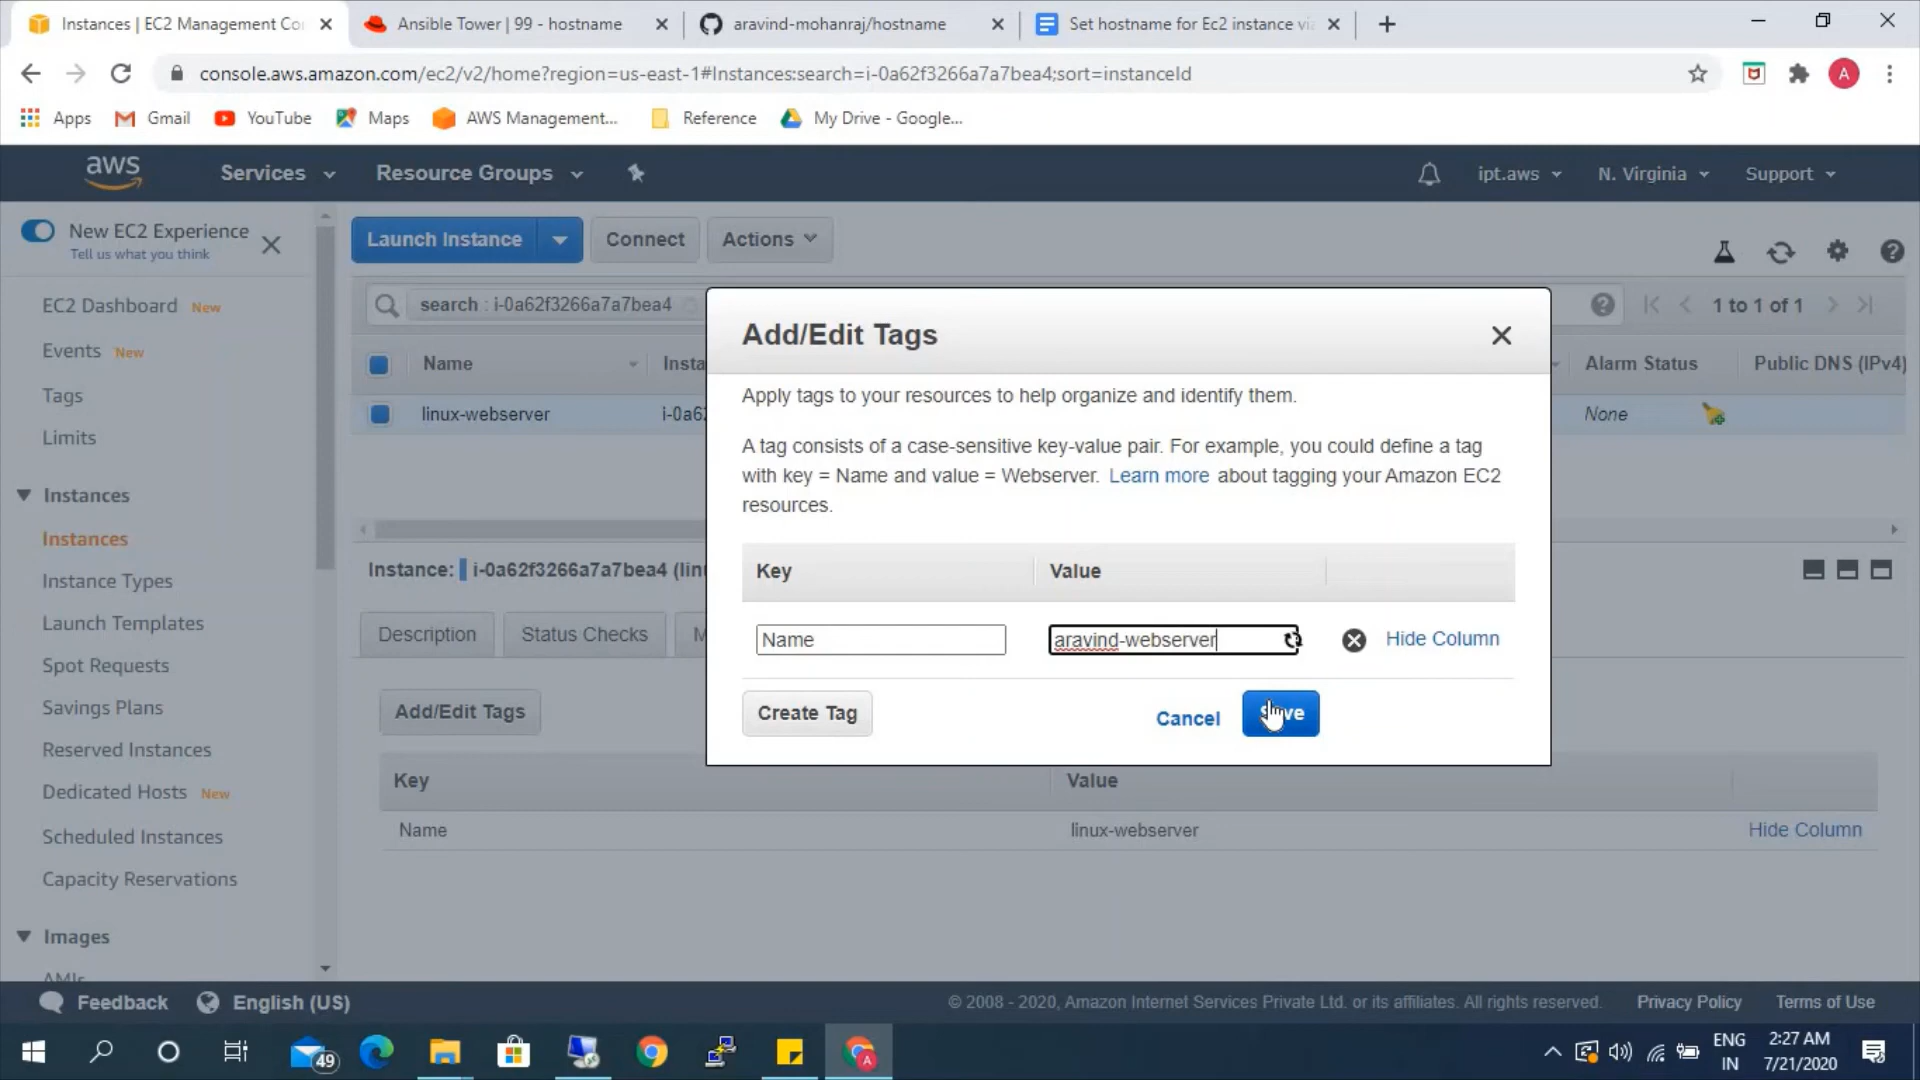 Instances | EC2 Management Co
Ansible Tower | 99 - hostname
aravind-mohanraj/hostname
Set hostname for Ec2 instance via
console.aws.amazon.com/ec2/v2/home?region=us-east-1#Instances:search=i-0a62f3266a7a7bea4;sort=instanceId
A
Apps
Gmail
YouTube
Maps
AWS Management...
Reference
My Drive - Google...
aws
Services
Resource Groups
ipt.aws
N. Virginia
Support
New EC2 Experience
Tell us what you think
Launch Instance
Connect
Actions
EC2 Dashboard New
Events New
Tags
Limits
Instances
Instances
Instance Types
Launch Templates
Spot Requests
Savings Plans
Reserved Instances
Dedicated Hosts New
Scheduled Instances
Capacity Reservations
Images
AMIs
search : i-0a62f3266a7a7bea4
1 to 1 of 1
Name
Insta
Alarm Status
Public DNS (IPv4)
linux-webserver
i-0a62
None
Instance: i-0a62f3266a7a7bea4 (linu
Description
Status Checks
M
Add/Edit Tags
Key
Value
Name
linux-webserver
Hide Column
Add/Edit Tags
Apply tags to your resources to help organize and identify them.
A tag consists of a case-sensitive key-value pair. For example, you could define a tag
with key = Name and value = Webserver. Learn more about tagging your Amazon EC2
resources.
Key
Value
Name
aravind-webserver
Hide Column
Create Tag
Cancel
Save
Feedback
English (US)
© 2008 - 2020, Amazon Internet Services Private Ltd. or its affiliates. All rights reserved.
Privacy Policy
Terms of Use
49
A
ENG
IN
2:27 AM
7/21/2020